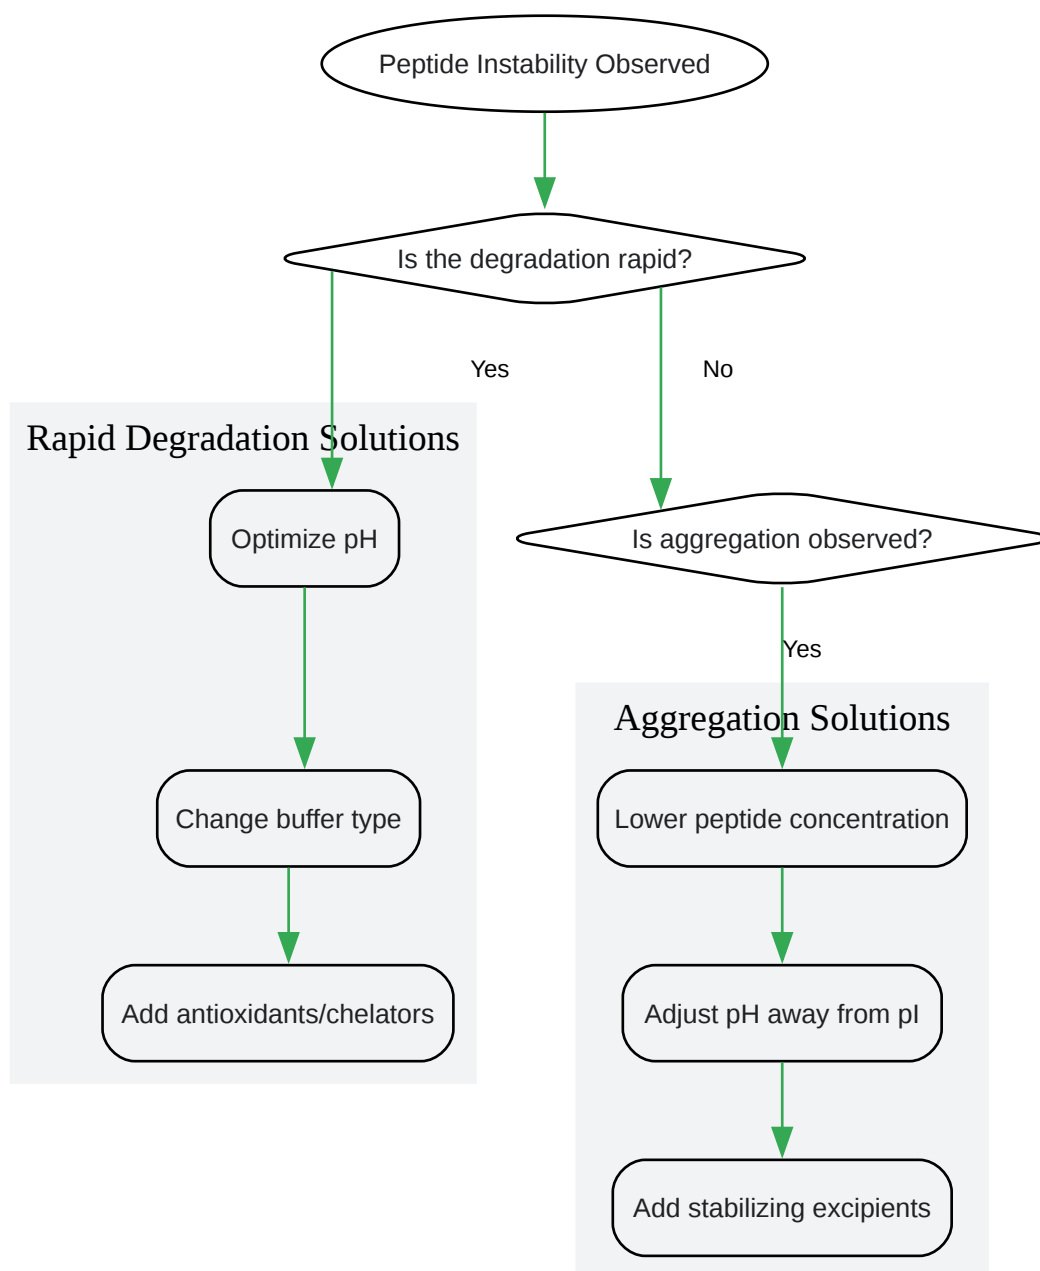 Peptide Instability Observed
Is the degradation rapid?
Yes
No
Rapid Degradation Solutions
Optimize pH
Is aggregation observed?
Yes
Aggregation Solutions
Change buffer type
Lower peptide concentration
Add antioxidants/chelators
Adjust pH away from pI
Add stabilizing excipients